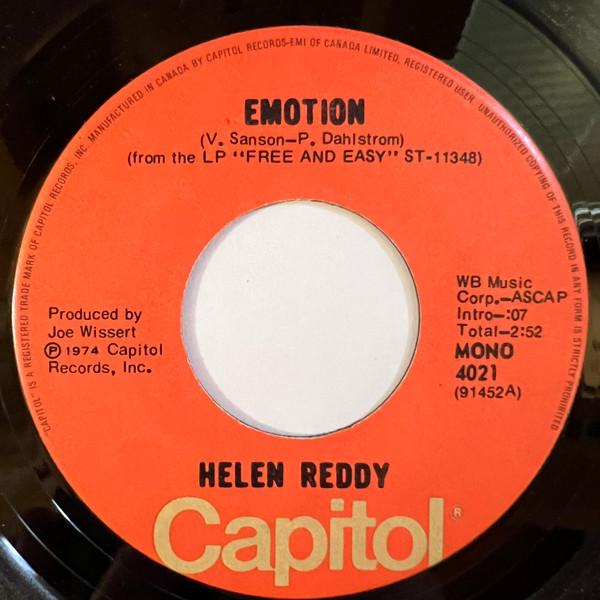 "CAPITOL" IS A REGISTERED TRADE MARK OF CAPITOL RECORDS, INC. MANUFACTURED IN CANADA BY CAPITOL RECORDS-EMI OF CANADA LIMITED, REGISTERED USER. UNAUTHORIZED COPYING OF THIS RECORD IN ANY FORM IS STRICTLY PROHIBITED
EMOTION
(V. Sanson—P. Dahlstrom)
(from the LP "FREE AND EASY" ST-11348)
Produced by
Joe Wissert
Ⓟ 1974 Capitol
Records, Inc.
WB Music
Corp.—ASCAP
Intro—:07
Total—2:52
MONO
4021
(91452A)
HELEN REDDY
Capitol®